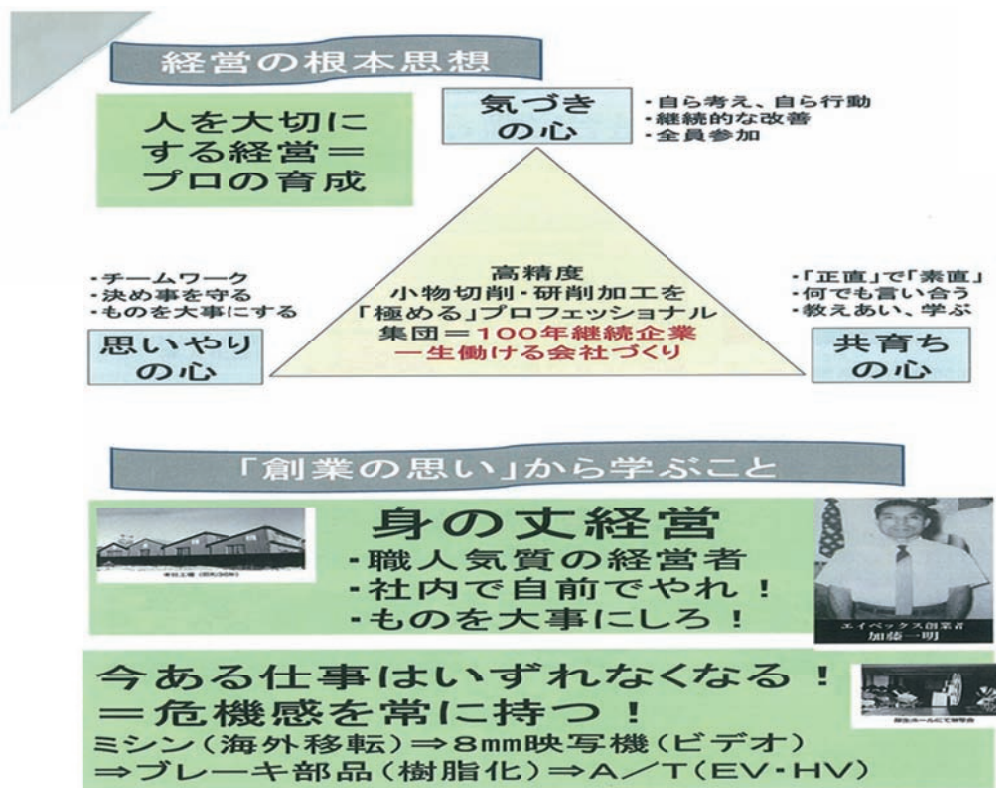 経営の根本思想
人を大切に
する経営＝
プロの育成
気づき
の心
・自ら考え、自ら行動
・継続的な改善
・全員参加
・チームワーク
・決め事を守る
・ものを大事にする
思いやり
の心
高精度
小物切削・研削加工を
「極める」プロフェッショナル
集団＝100年継続企業
一生働ける会社づくり
・「正直」で「素直」
・何でも言い合う
・教えあい、学ぶ
共育ち
の心
「創業の思い」から学ぶこと
身の丈経営
・職人気質の経営者
・社内で自前でやれ！
・ものを大事にしろ！
エイベックス創業者
加藤一明
今ある仕事はいずれなくなる！
＝危機感を常に持つ！
ミシン（海外移転）⇒8mm映写機（ビデオ）
⇒ブレーキ部品（樹脂化）⇒A／T（EV・HV）